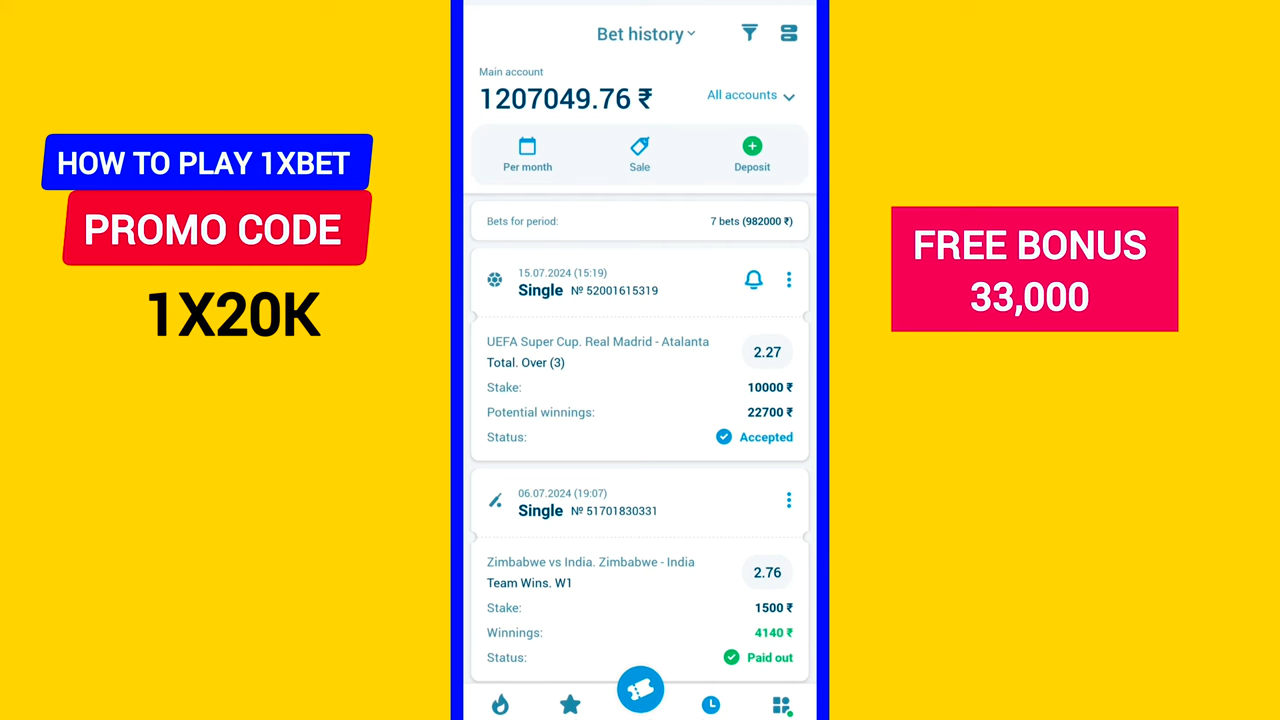 HOW TO PLAY 1XBET
PROMO CODE
1X20K
Bet history
Main account
1207049.76 ₹
All accounts
Per month
Sale
Deposit
Bets for period:
7 bets (982000 ₹)
15.07.2024 (15:19)
Single № 52001615319
UEFA Super Cup. Real Madrid - Atalanta
2.27
Total. Over (3)
Stake:
10000 ₹
Potential winnings:
22700 ₹
Status:
Accepted
06.07.2024 (19:07)
Single № 51701830331
Zimbabwe vs India. Zimbabwe - India
2.76
Team Wins. W1
Stake:
1500 ₹
Winnings:
4140 ₹
Status:
Paid out
FREE BONUS
33,000